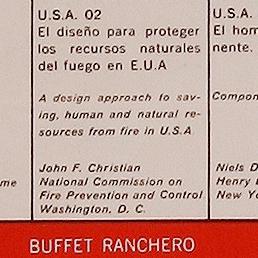 U.S.A. 02
El diseño para proteger
los recursos naturales
del fuego en E.U.A
A design approach to sav-
ing, human and natural re-
sources from fire in U.S.A.
John F. Christian
National Commission on
Fire Prevention and Control
Washington, D. C.
U.S.A.
El hom
nente.
Compon
Niels D
Henry
New Yo
me
BUFFET RANCHERO